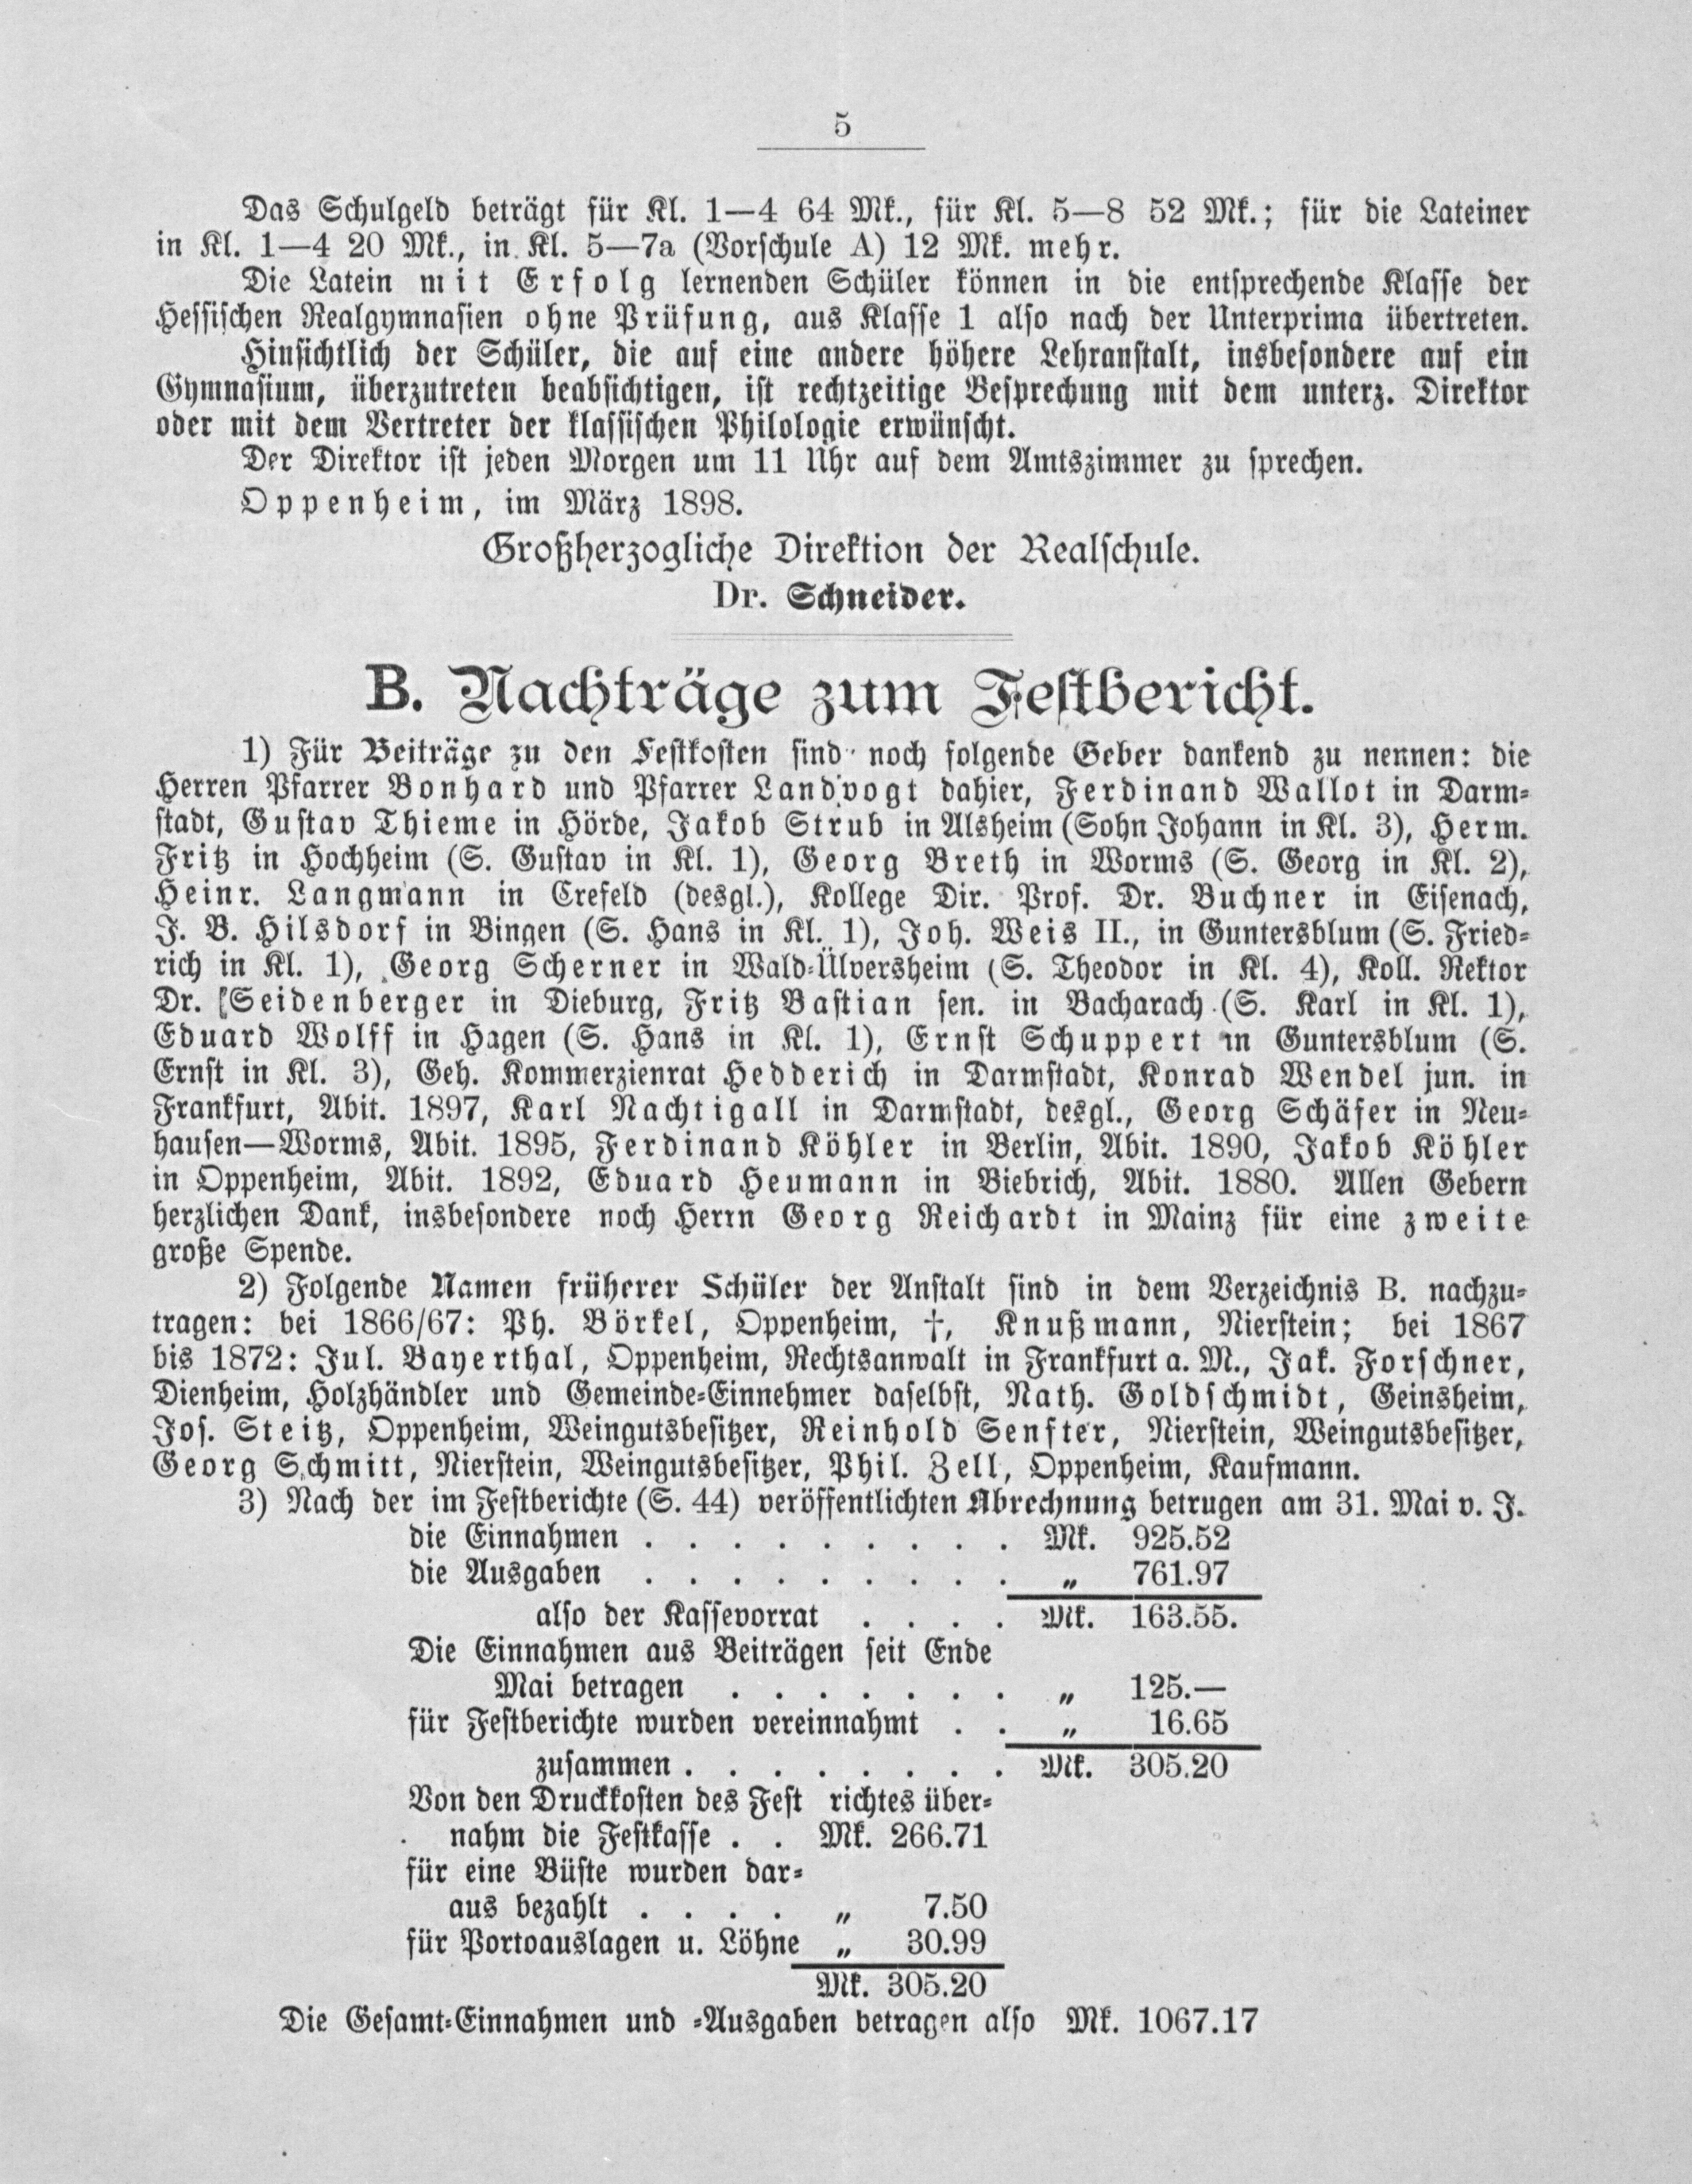 5
Das Schulgeld beträgt für Kl. 1—4 64 Mk., für Kl. 5—8 52 Mk.; für die Lateiner
in Kl. 1—4 20 Mk., in Kl. 5—7a (Vorschule A) 12 Mk. mehr.
Die Latein mit Erfolg lernenden Schüler können in die entsprechende Klasse der
Hessischen Realgymnasien ohne Prüfung, aus Klasse 1 also nach der Unterprima übertreten.
Hinsichtlich der Schüler, die auf eine andere höhere Lehranstalt, insbesondere auf ein
Gymnasium, überzutreten beabsichtigen, ist rechtzeitige Besprechung mit dem unterz. Direktor
oder mit dem Vertreter der klassischen Philologie erwünscht.
Der Direktor ist jeden Morgen um 11 Uhr auf dem Amtszimmer zu sprechen.
Oppenheim, im März 1898.
Großherzogliche Direktion der Realschule.
Dr. Schneider.
B. Nachträge zum Festbericht.
1) Für Beiträge zu den Festkosten sind noch folgende Geber dankend zu nennen: die
Herren Pfarrer Bonhard und Pfarrer Landvogt dahier, Ferdinand Wallot in Darm-
stadt, Gustav Thieme in Hörde, Jakob Strub in Alsheim (Sohn Johann in Kl. 3), Herm.
Fritz in Hochheim (S. Gustav in Kl. 1), Georg Breth in Worms (S. Georg in Kl. 2),
Heinr. Langmann in Crefeld (desgl.), Kollege Dir. Prof. Dr. Buchner in Eisenach,
J. B. Hilsdorf in Bingen (S. Hans in Kl. 1), Joh. Weis II., in Guntersblum (S. Fried-
rich in Kl. 1), Georg Scherner in Wald-Ülversheim (S. Theodor in Kl. 4), Koll. Rektor
Dr. Seidenberger in Dieburg, Fritz Bastian sen. in Bacharach (S. Karl in Kl. 1),
Eduard Wolff in Hagen (S. Hans in Kl. 1), Ernst Schuppert in Guntersblum (S.
Ernst in Kl. 3), Geh. Kommerzienrat Hedderich in Darmstadt, Konrad Wendel jun. in
Frankfurt, Abit. 1897, Karl Nachtigall in Darmstadt, desgl., Georg Schäfer in Neu-
hausen—Worms, Abit. 1895, Ferdinand Köhler in Berlin, Abit. 1890, Jakob Köhler
in Oppenheim, Abit. 1892, Eduard Heumann in Biebrich, Abit. 1880. Allen Gebern
herzlichen Dank, insbesondere noch Herrn Georg Reichardt in Mainz für eine zweite
große Spende.
2) Folgende Namen früherer Schüler der Anstalt sind in dem Verzeichnis B. nachzu-
tragen: bei 1866/67: Ph. Börkel, Oppenheim, †, Knußmann, Nierstein; bei 1867
bis 1872: Jul. Bayerthal, Oppenheim, Rechtsanwalt in Frankfurt a. M., Jak. Forschner,
Dienheim, Holzhändler und Gemeinde-Einnehmer daselbst, Nath. Goldschmidt, Geinsheim,
Jos. Steitz, Oppenheim, Weingutsbesitzer, Reinhold Senfter, Nierstein, Weingutsbesitzer,
Georg Schmitt, Nierstein, Weingutsbesitzer, Phil. Zell, Oppenheim, Kaufmann.
3) Nach der im Festberichte (S. 44) veröffentlichten Abrechnung betrugen am 31. Mai v. J.
die Einnahmen . . . . . . . . . Mk. 925.52
die Ausgaben . . . . . . . . . „ 761.97
also der Kassevorrat . . . . Mk. 163.55.
Die Einnahmen aus Beiträgen seit Ende
Mai betragen . . . . . . . „ 125.—
für Festberichte wurden vereinnahmt . . „ 16.65
zusammen . . . . . . . . Mk. 305.20
Von den Druckkosten des Fest richtes über-
nahm die Festkasse . . Mk. 266.71
für eine Büste wurden dar-
aus bezahlt . . . . „ 7.50
für Portoauslagen u. Löhne „ 30.99
Mk. 305.20
Die Gesamt-Einnahmen und -Ausgaben betragen also Mk. 1067.17